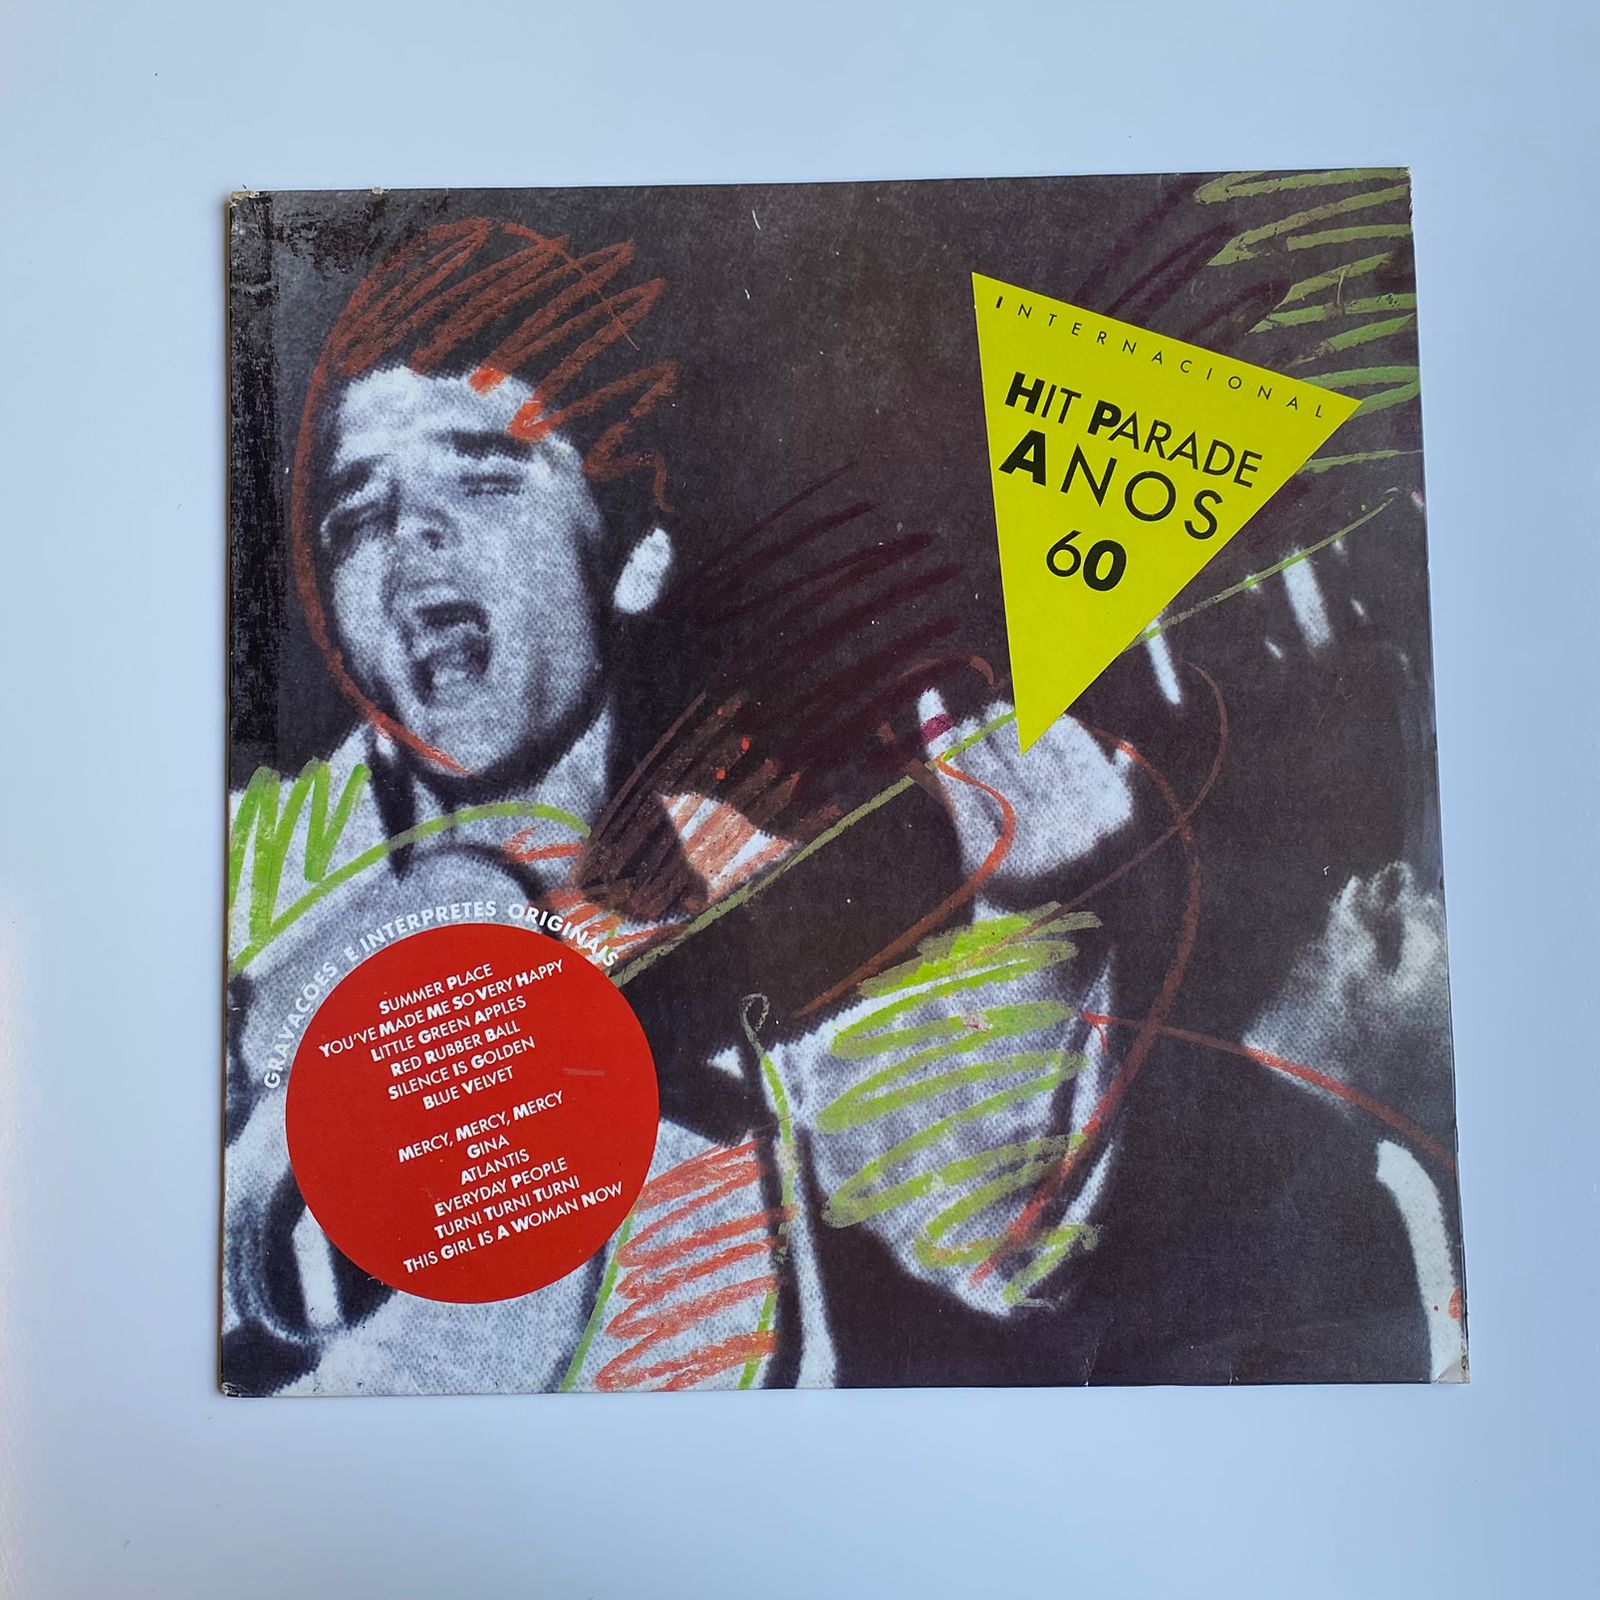 INTERNACIONAL
HIT PARADE
ANOS
60
GRAVAÇÕES E INTÉRPRETES ORIGINAIS
SUMMER PLACE
YOU'VE MADE ME SO VERY HAPPY
LITTLE GREEN APPLES
RED RUBBER BALL
SILENCE IS GOLDEN
BLUE VELVET
MERCY, MERCY, MERCY
GINA
ATLANTIS
EVERYDAY PEOPLE
TURN! TURN! TURN!
THIS GIRL IS A WOMAN NOW